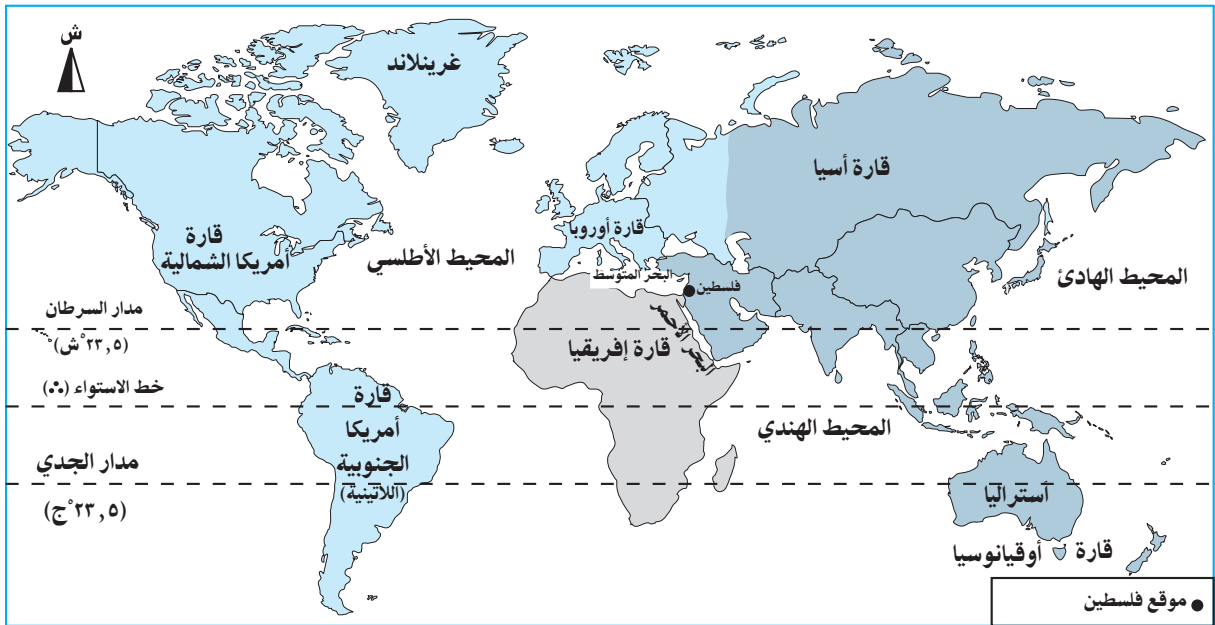 ش
غرينلاند
قارة أسيا
قارة أوروبا
قارة
أمريكا الشمالية
المحيط الأطلسي
المحيط الهادئ
البحر المتوسط
فلسطين
البحر الأحمر
مدار السرطان
(٢٣,٥°ش)
قارة إفريقيا
خط الاستواء (٠°)
قارة
أمريكا
الجنوبية
(اللاتينية)
المحيط الهندي
مدار الجدي
(٢٣,٥°ج)
أستراليا
قارة أوقيانوسيا
موقع فلسطين